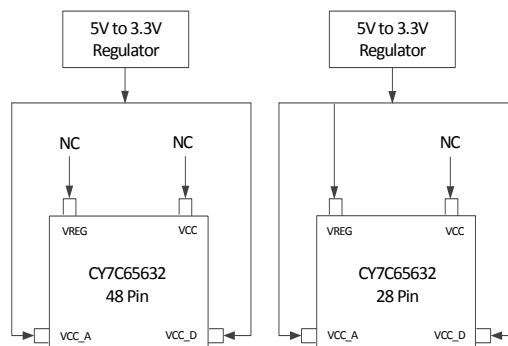 5V to 3.3V
Regulator
NC
NC
VREG
VCC
CY7C65632
48 Pin
VCC_A
VCC_D
5V to 3.3V
Regulator
NC
VREG
VCC
CY7C65632
28 Pin
VCC_A
VCC_D